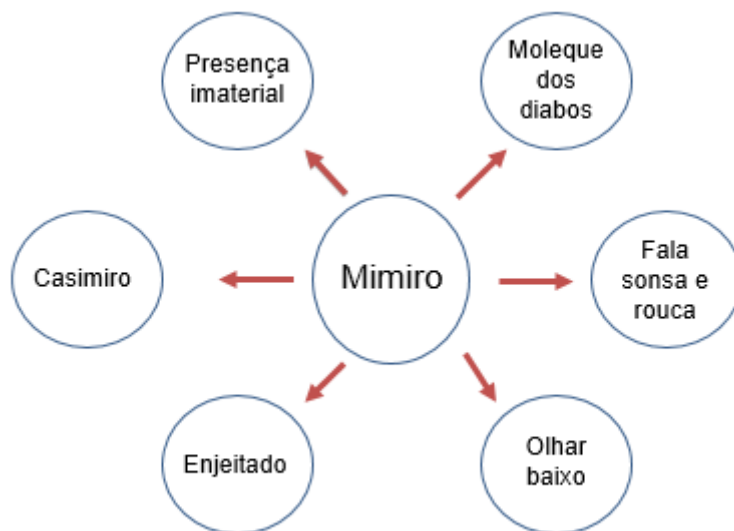 Presença
imaterial
Moleque
dos
diabos
Casimiro
Mimiro
Fala
sonsa e
rouca
Enjeitado
Olhar
baixo